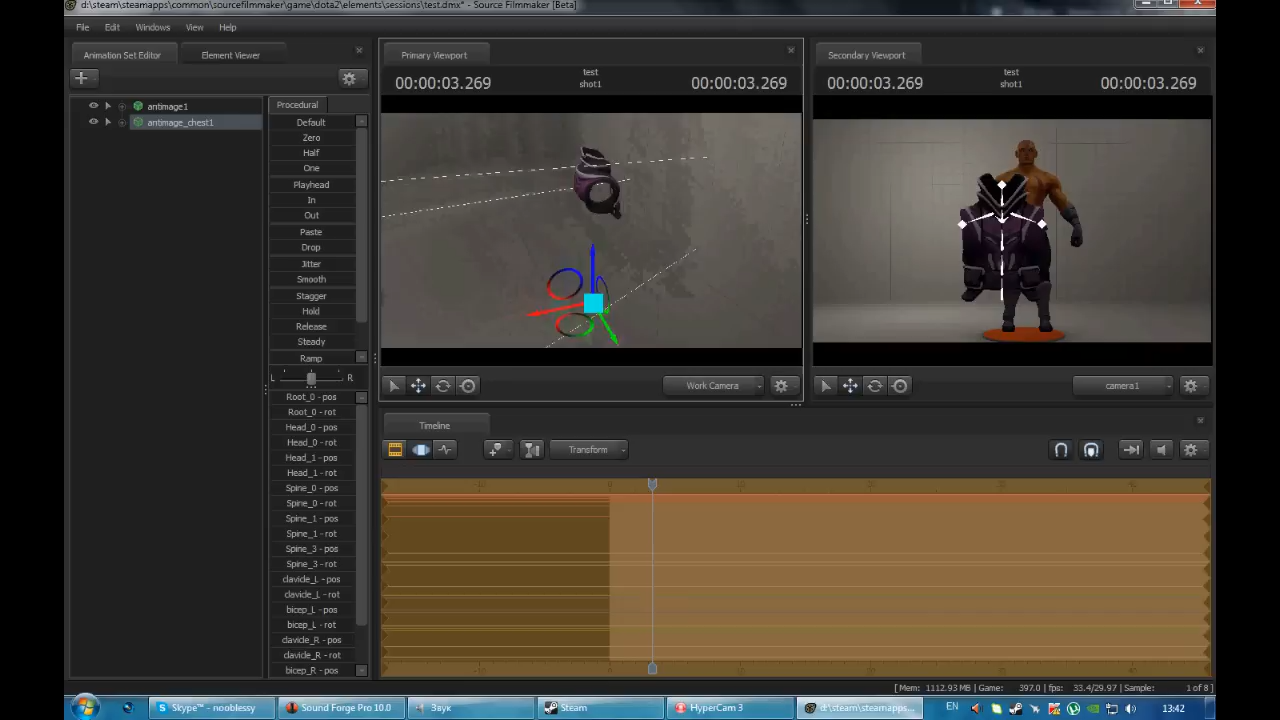 d:\steam\steamapps\common\sourcefilmmaker\game\dota2\elements\sessions\test.dmx* - Source Filmmaker [Beta]
File Edit Windows View Help
Animation Set Editor Element Viewer
antimage1
antimage_chest1
Procedural
Default
Zero
Half
One
Playhead
In
Out
Paste
Drop
Jitter
Smooth
Stagger
Hold
Release
Steady
Ramp
L R
Root_0 - pos
Root_0 - rot
Head_0 - pos
Head_0 - rot
Head_1 - pos
Head_1 - rot
Spine_0 - pos
Spine_0 - rot
Spine_1 - pos
Spine_1 - rot
Spine_3 - pos
Spine_3 - rot
clavicle_L - pos
clavicle_L - rot
bicep_L - pos
bicep_L - rot
clavicle_R - pos
clavicle_R - rot
bicep_R - pos
Primary Viewport
00:00:03.269 test 00:00:03.269
shot1
Work Camera
Secondary Viewport
00:00:03.269 test 00:00:03.269
shot1
camera1
Timeline
Transform
[ Mem: 1112.93 MB | Game: 397.0 | fps: 33.4/29.97 | Sample: 1 of 8 ]
Skype™ - nooblessy
Sound Forge Pro 10.0
Звук
Steam
HyperCam 3
d:\steam\steamapps...
EN
13:42